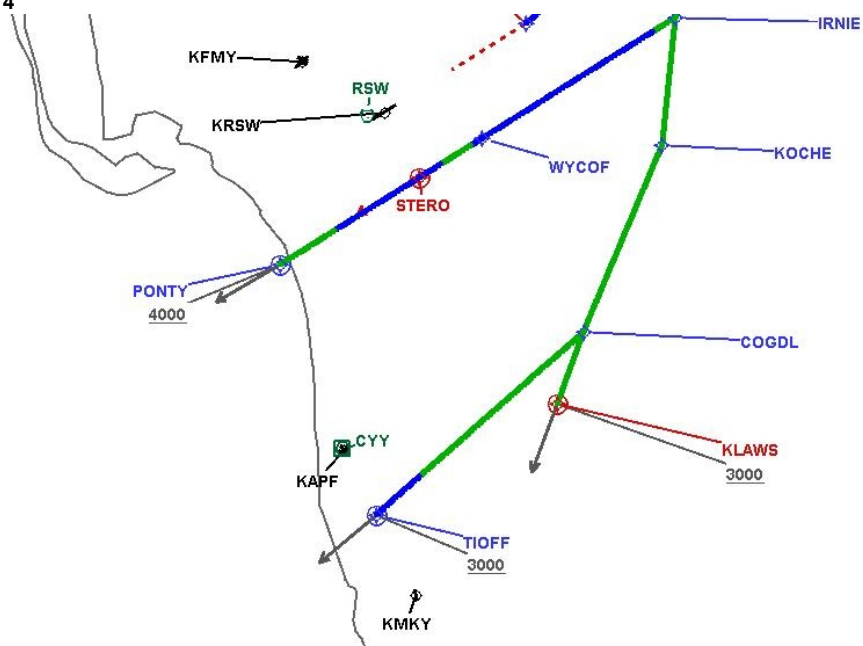 4
IRNIE
KFMY
RSW
KRSW
KOCHE
WYCOF
STERO
PONTY
4000
COGDL
CYY
KLAWS
KAPF
3000
TIOFF
3000
KMKY